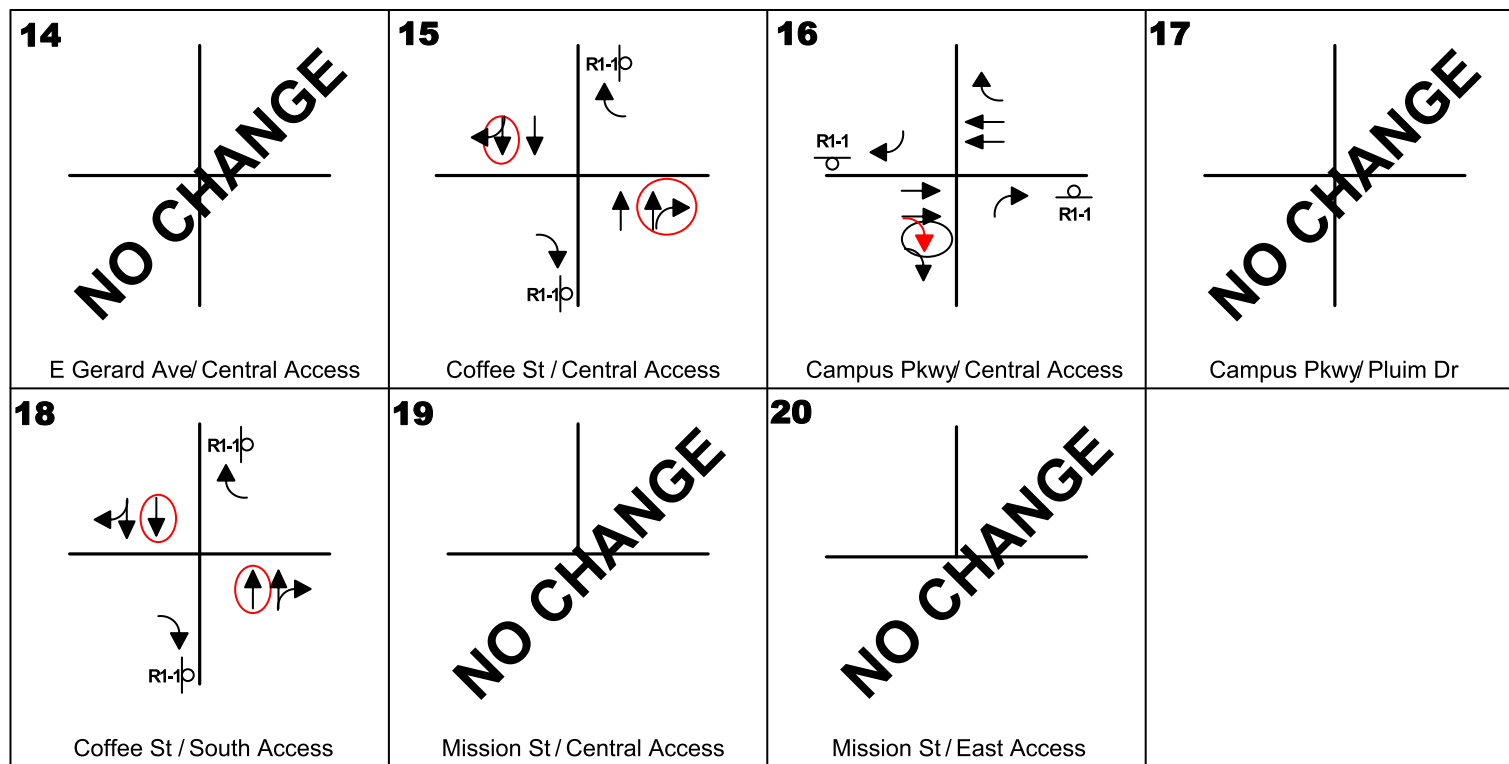 14
NO CHANGE
E Gerard Ave/ Central Access
15
R1-1
R1-1
Coffee St / Central Access
16
R1-1
R1-1
Campus Pkwy/ Central Access
17
NO CHANGE
Campus Pkwy/ Pluim Dr
18
R1-1
R1-1
Coffee St / South Access
19
NO CHANGE
Mission St / Central Access
20
NO CHANGE
Mission St / East Access